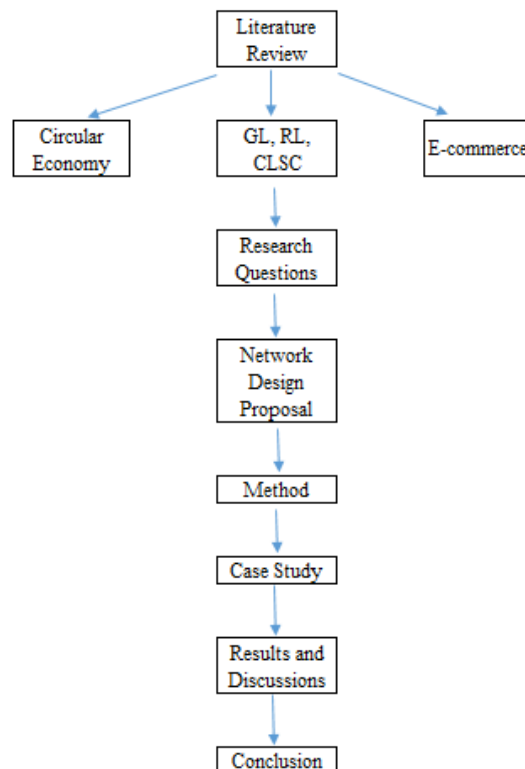 Literature
Review
Circular
Economy
GL, RL,
CLSC
E-commerce
Research
Questions
Network
Design
Proposal
Method
Case Study
Results and
Discussions
Conclusion